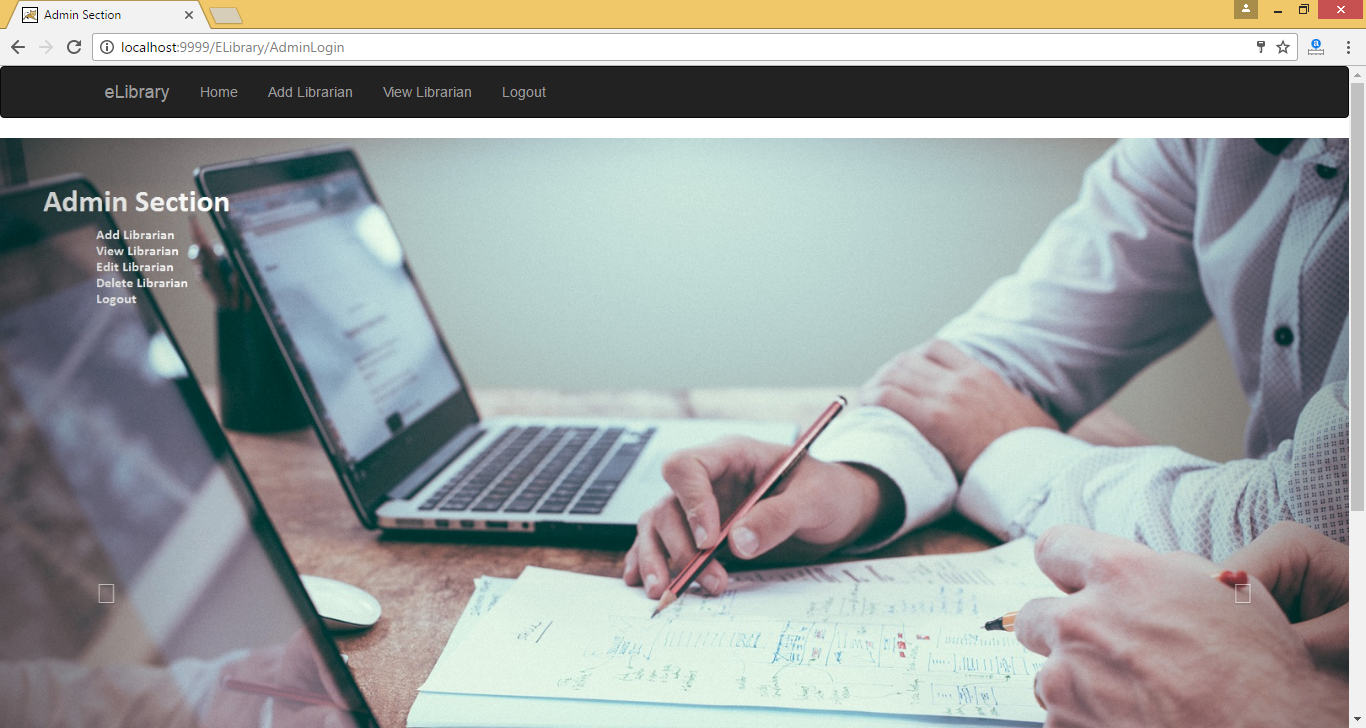 Admin Section
localhost:9999/ELibrary/AdminLogin
eLibrary Home Add Librarian View Librarian Logout
Admin Section
Add Librarian
View Librarian
Edit Librarian
Delete Librarian
Logout